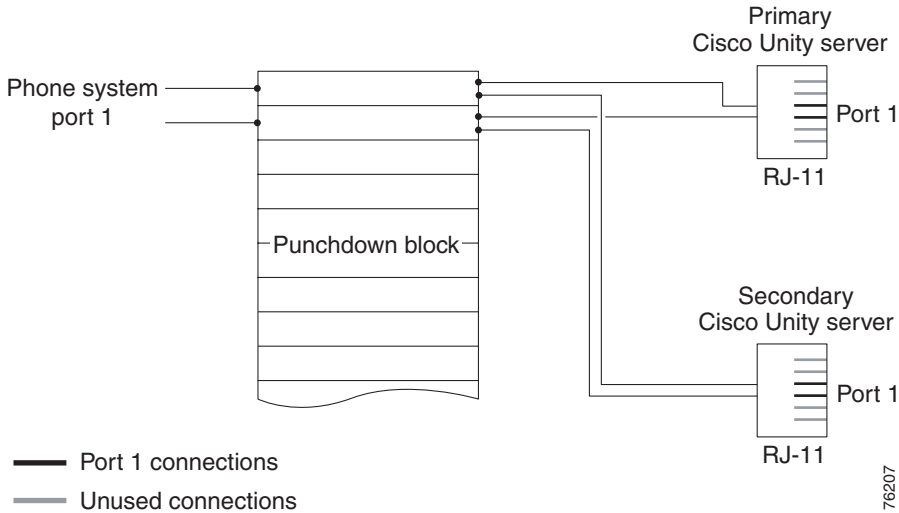 Primary
Cisco Unity server
Phone system
port 1
Port 1
RJ-11
Punchdown block
Secondary
Cisco Unity server
Port 1
RJ-11
Port 1 connections
Unused connections
76207